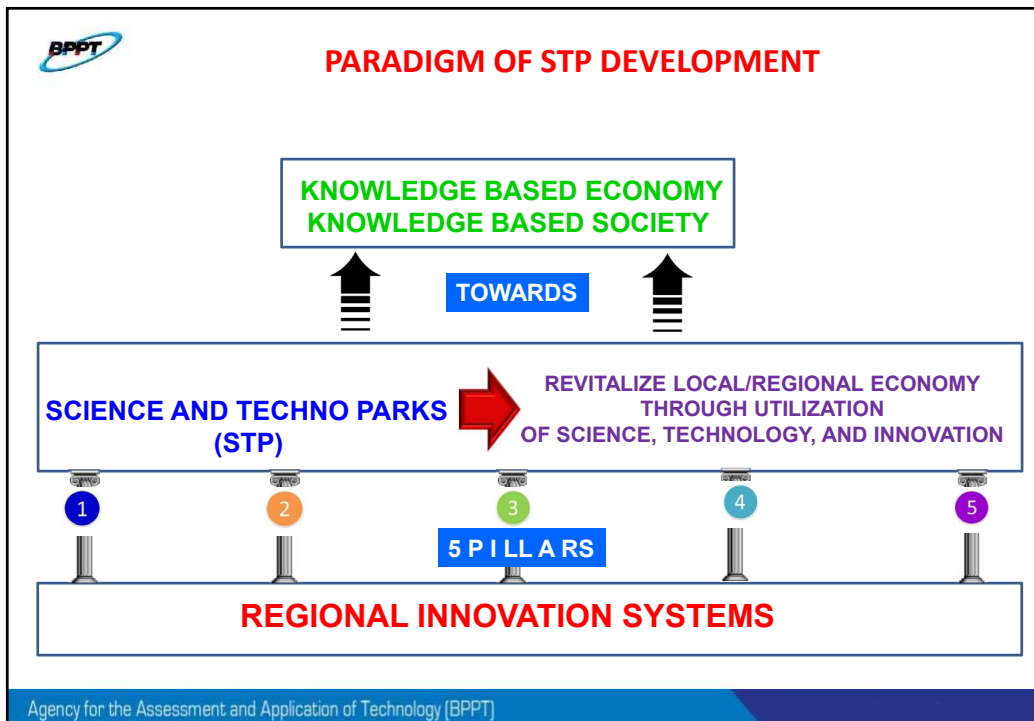 BPPT
PARADIGM OF STP DEVELOPMENT
KNOWLEDGE BASED ECONOMY
KNOWLEDGE BASED SOCIETY
TOWARDS
SCIENCE AND TECHNO PARKS
(STP)
REVITALIZE LOCAL/REGIONAL ECONOMY
THROUGH UTILIZATION
OF SCIENCE, TECHNOLOGY, AND INNOVATION
1 2 3 4 5
5 P I LL A RS
REGIONAL INNOVATION SYSTEMS
Agency for the Assessment and Application of Technology (BPPT)